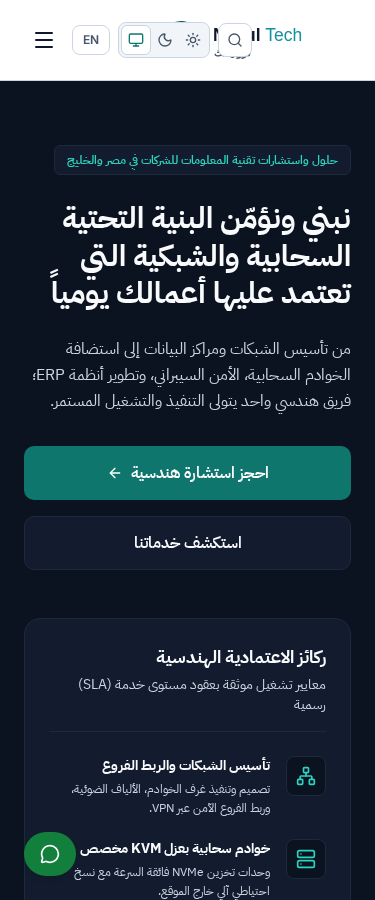 EN
Tech
حلول واستشارات تقنية المعلومات للشركات في مصر والخليج
نبني ونؤمّن البنية التحتية
السحابية والشبكية التي
تعتمد عليها أعمالك يومياً
من تأسيس الشبكات ومراكز البيانات إلى استضافة
الخوادم السحابية، الأمن السيبراني، وتطوير أنظمة ERP؛
فريق هندسي واحد يتولى التنفيذ والتشغيل المستمر.
احجز استشارة هندسية ←
استكشف خدماتنا
ركائز الاعتمادية الهندسية
معايير تشغيل موثقة بعقود مستوى خدمة (SLA)
رسمية
تأسيس الشبكات والربط الفروع
تصميم وتنفيذ غرف الخوادم، الألياف الضوئية،
وربط الفروع الآمن عبر VPN.
خوادم سحابية بعزل KVM مخصص
وحدات تخزين NVMe فائقة السرعة مع نسخ
احتياطي آلي خارج الموقع.